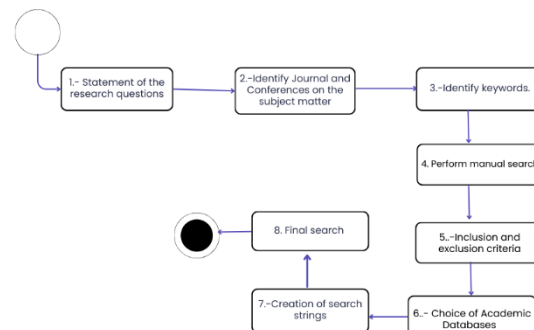 1.- Statement of the
research questions
2.-Identify Journal and
Conferences on the
subject matter
3.-Identify keywords.
4. Perform manual search
5..-Inclusion and
exclusion criteria
6..- Choice of Academic
Databases
7.-Creation of search
strings
8. Final search